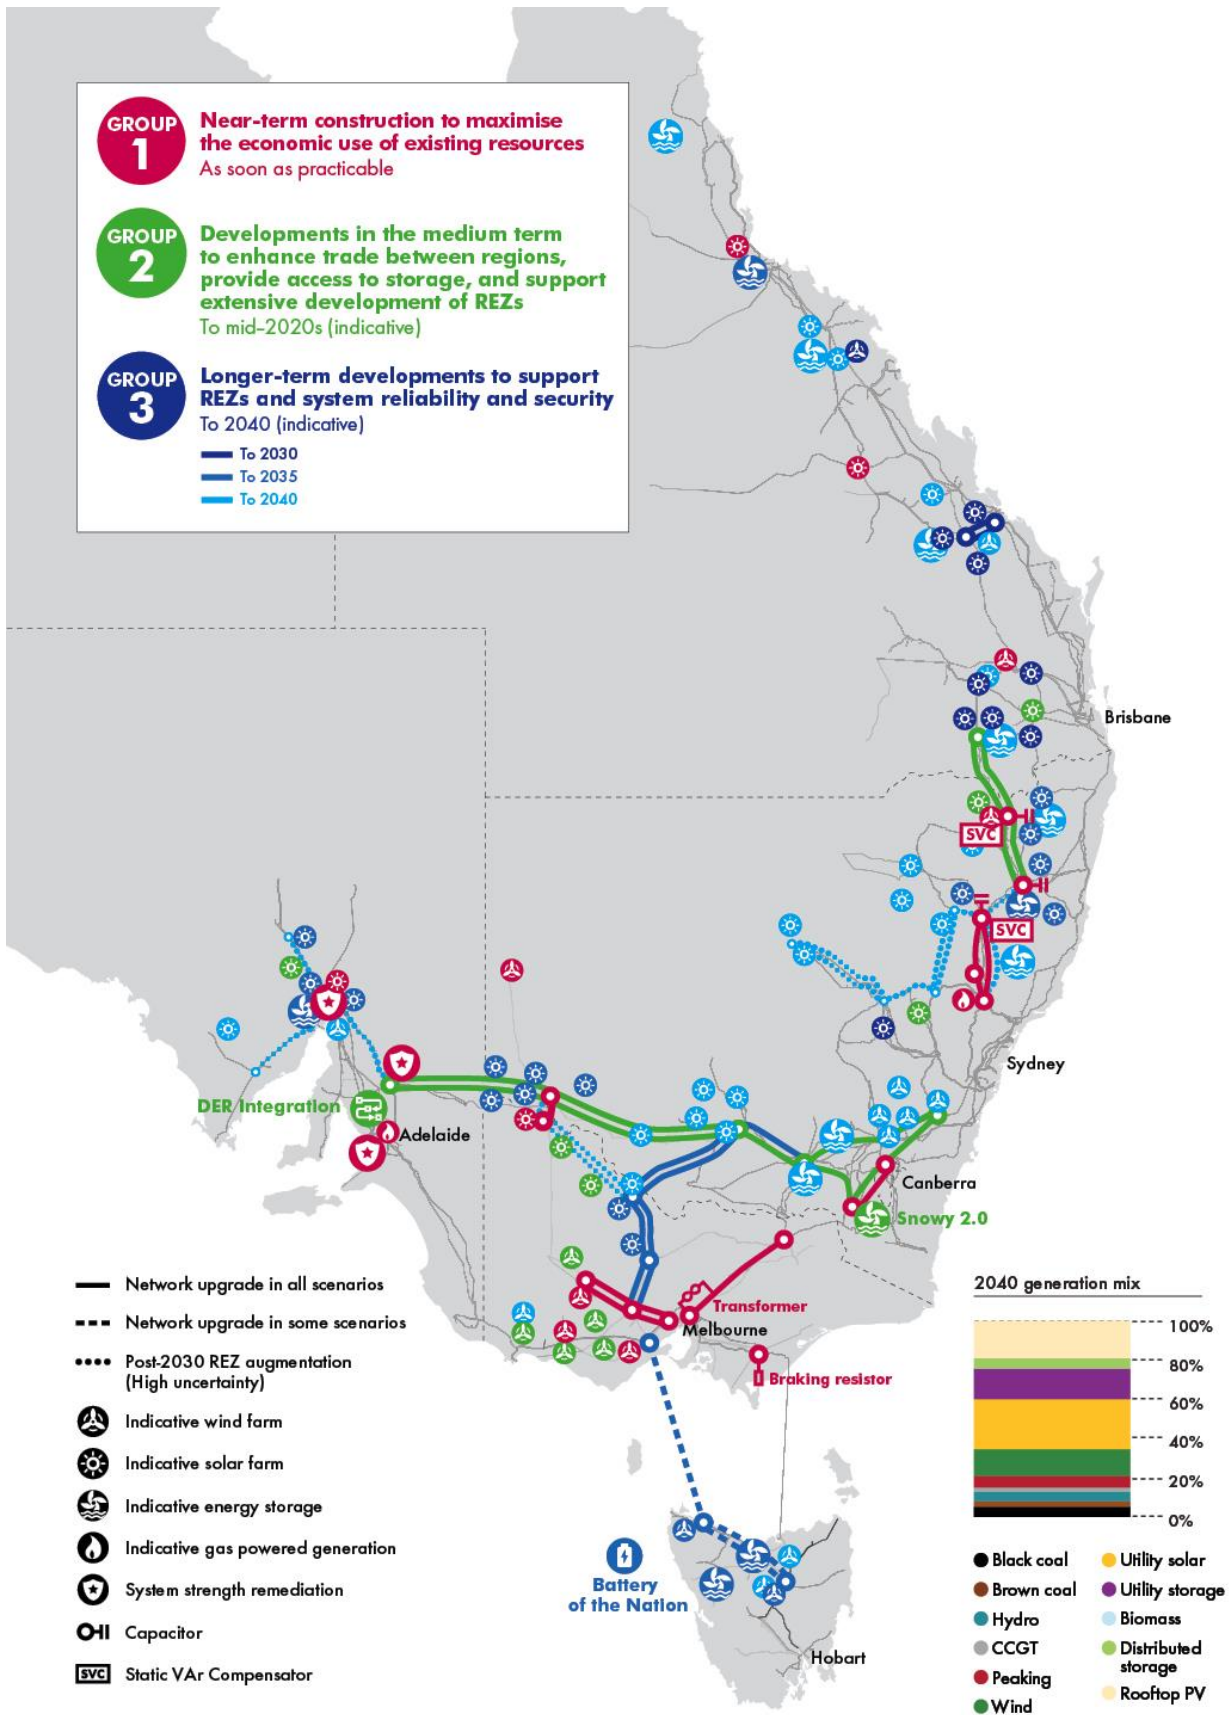 GROUP
1
Near-term construction to maximise
the economic use of existing resources
As soon as practicable
GROUP
2
Developments in the medium term
to enhance trade between regions,
provide access to storage, and support
extensive development of REZs
To mid-2020s (indicative)
GROUP
3
Longer-term developments to support
REZs and system reliability and security
To 2040 (indicative)
To 2030
To 2035
To 2040
Brisbane
SVC
SVC
Sydney
DER Integration
Adelaide
Canberra
Snowy 2.0
Transformer
Melbourne
Braking resistor
Battery
of the Nation
Hobart
Network upgrade in all scenarios
Network upgrade in some scenarios
Post-2030 REZ augmentation
(High uncertainty)
Indicative wind farm
Indicative solar farm
Indicative energy storage
Indicative gas powered generation
System strength remediation
Capacitor
SVC Static VAr Compensator
2040 generation mix
100%
80%
60%
40%
20%
0%
Black coal
Brown coal
Hydro
CCGT
Peaking
Wind
Utility solar
Utility storage
Biomass
Distributed
storage
Rooftop PV